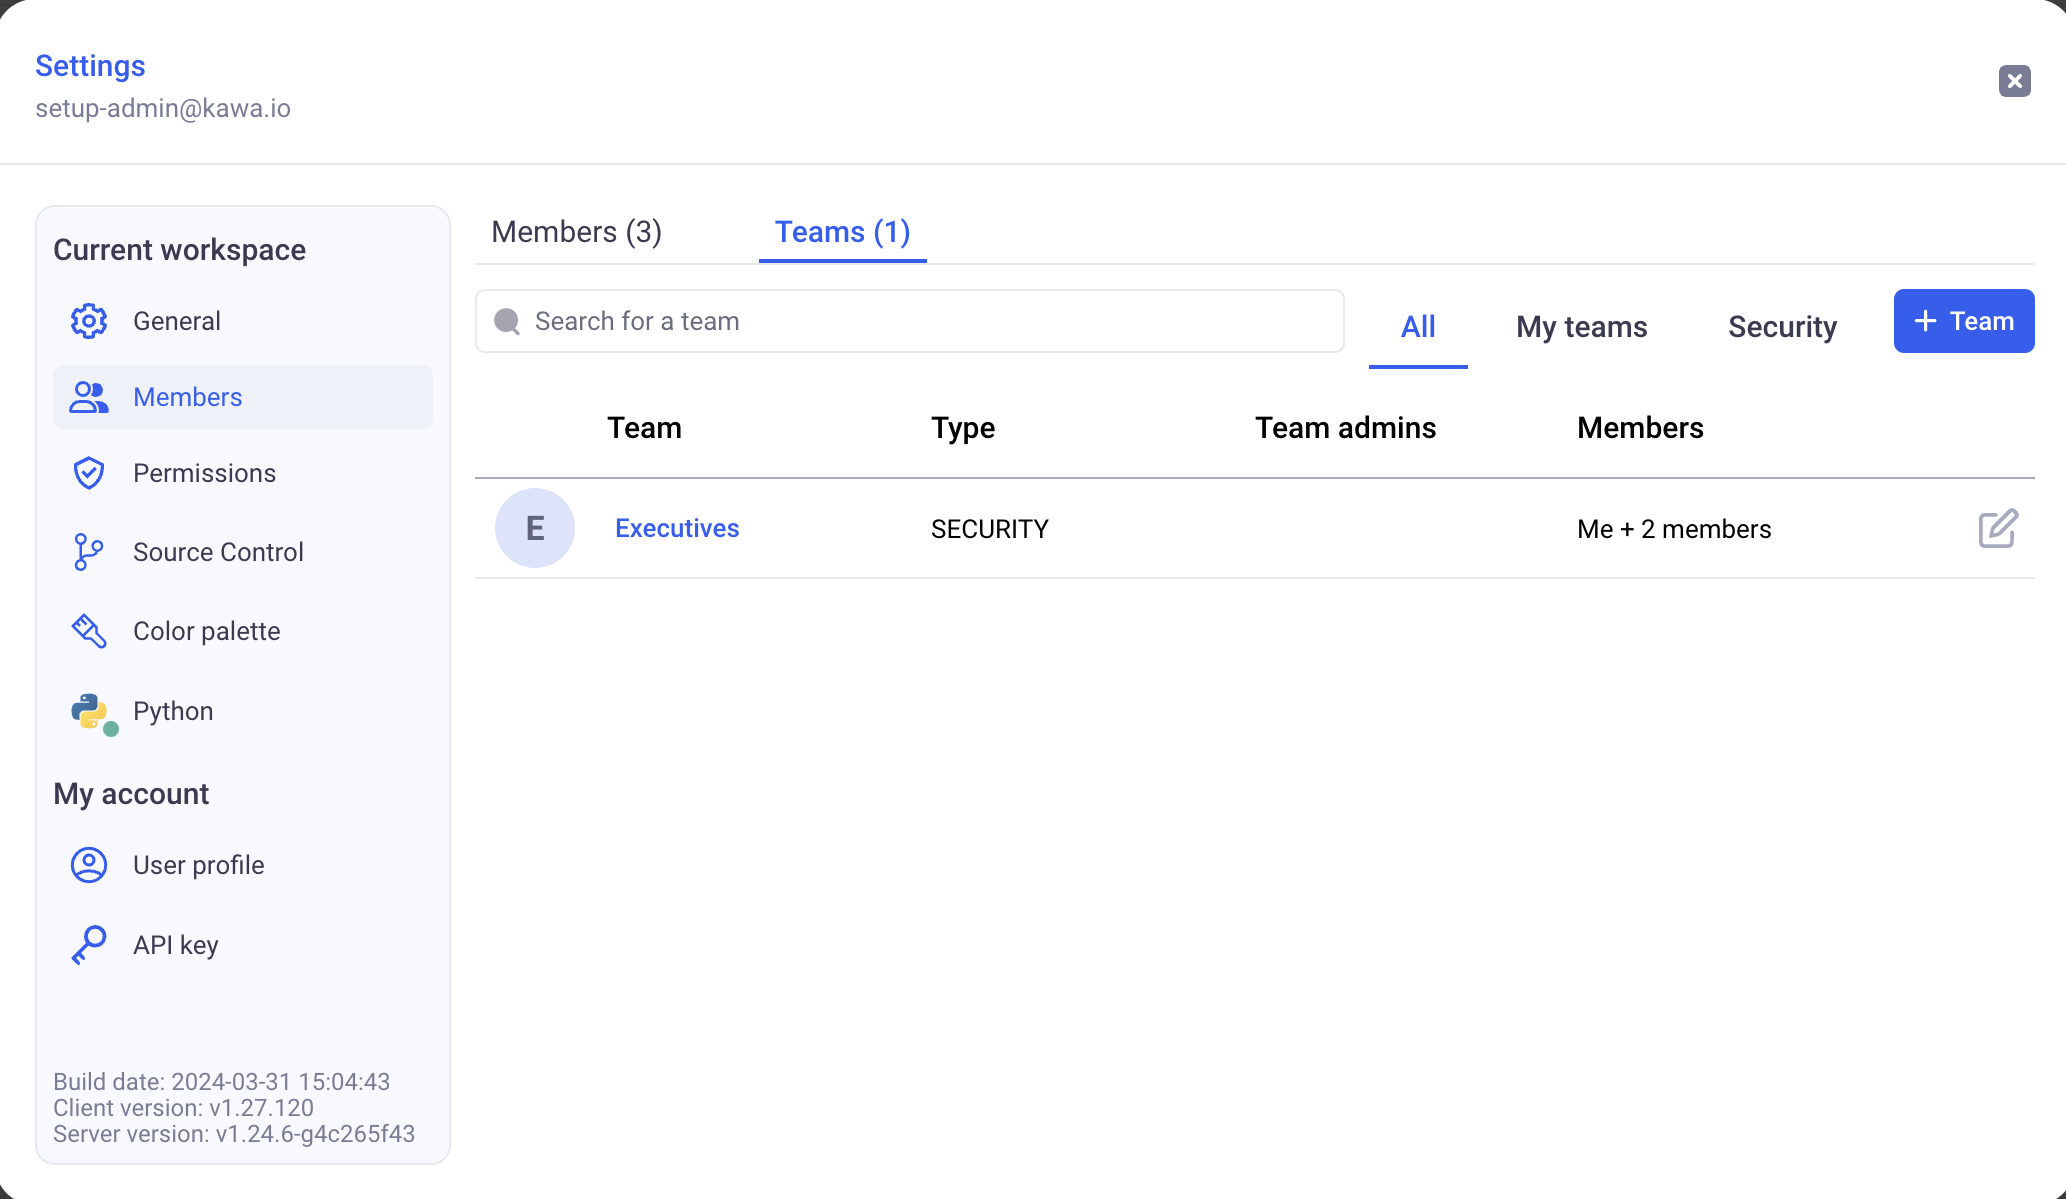 Settings
setup-admin@kawa.io
Current workspace
General
Members
Permissions
Source Control
Color palette
Python
My account
User profile
API key
Build date: 2024-03-31 15:04:43
Client version: v1.27.120
Server version: v1.24.6-g4c265f43
Members (3) Teams (1)
Search for a team All My teams Security + Team
Team Type Team admins Members
E Executives SECURITY Me + 2 members